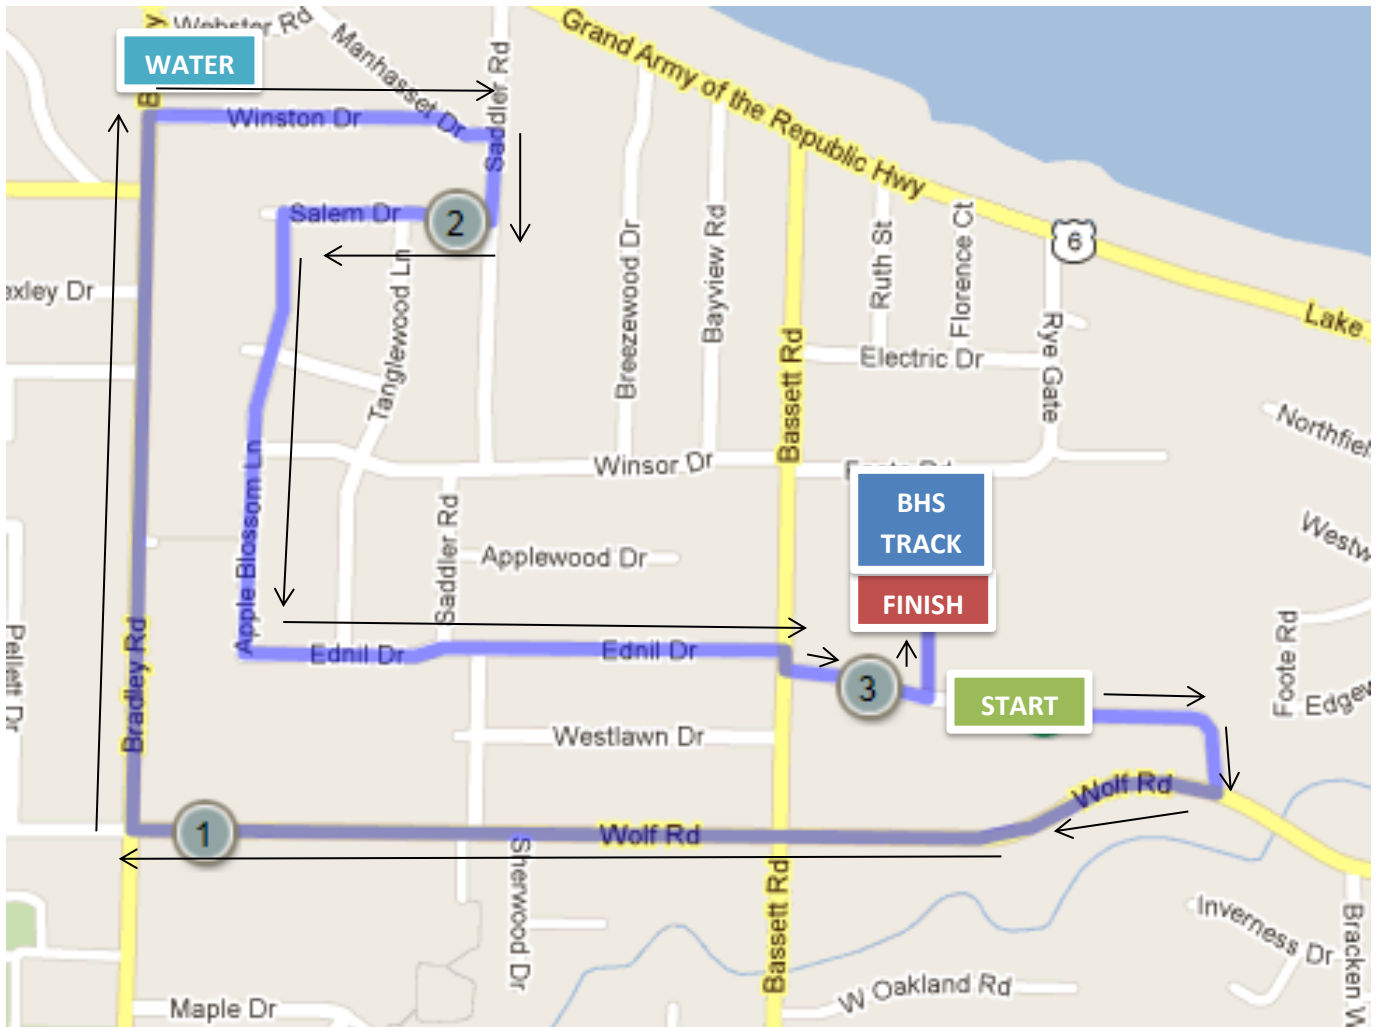 Webster Rd
WATER
Manhasset Dr
Saddler Rd
Grand Army of the Republic Hwy
Winston Dr
Salem Dr
2
6
exley Dr
Tanglewood Ln
Breezewood Dr
Bayview Rd
Ruth St
Florence Ct
Lake
Electric Dr
Rye Gate
Bassett Rd
Northfiel
Winsor Dr
BHS
TRACK
FINISH
Apple Blossom Ln
Saddler Rd
Applewood Dr
Westw
Pellett Dr
Bradley Rd
Ednil Dr
Ednil Dr
3
START
Foote Rd
Edgew
Westlawn Dr
Wolf Rd
1
Wolf Rd
Sherwood Dr
Bassett Rd
Inverness Dr
Bracken W
W Oakland Rd
Maple Dr